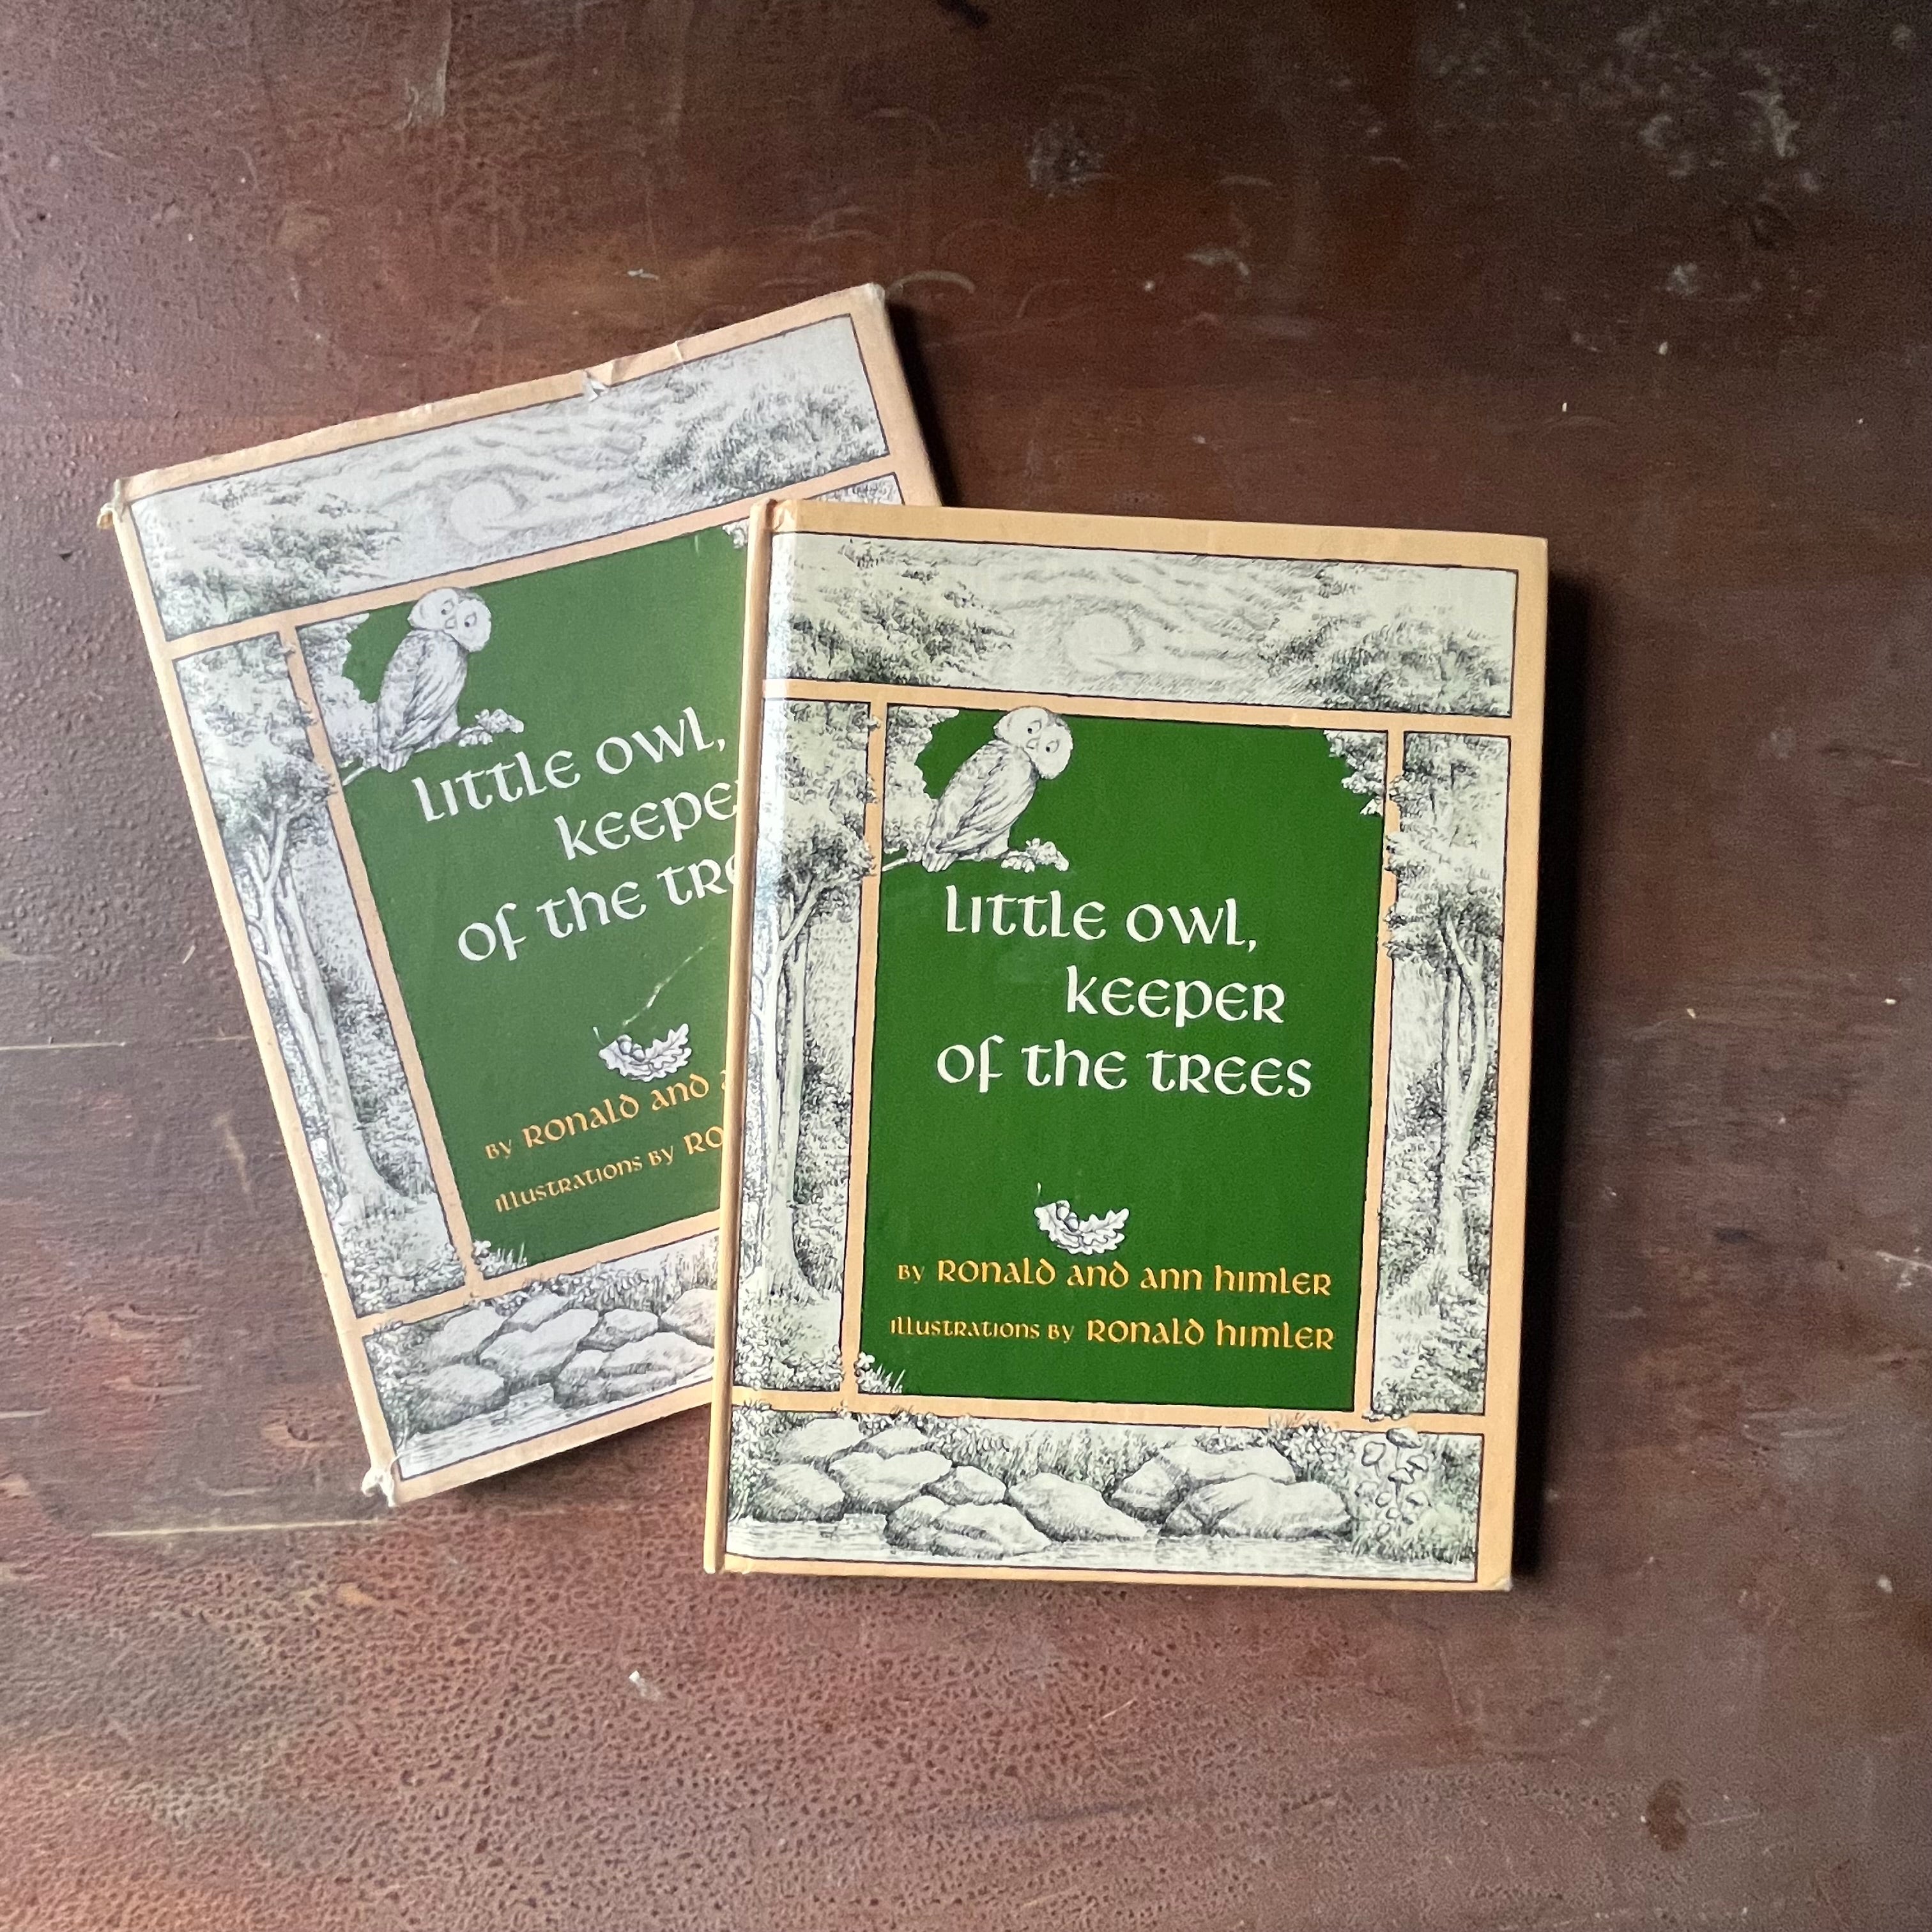 little owl,
keepe
of the tre
by Ronald and a
illustrations by Ro
little owl,
keeper
of the trees
by Ronald and Ann Himler
illustrations by Ronald Himler